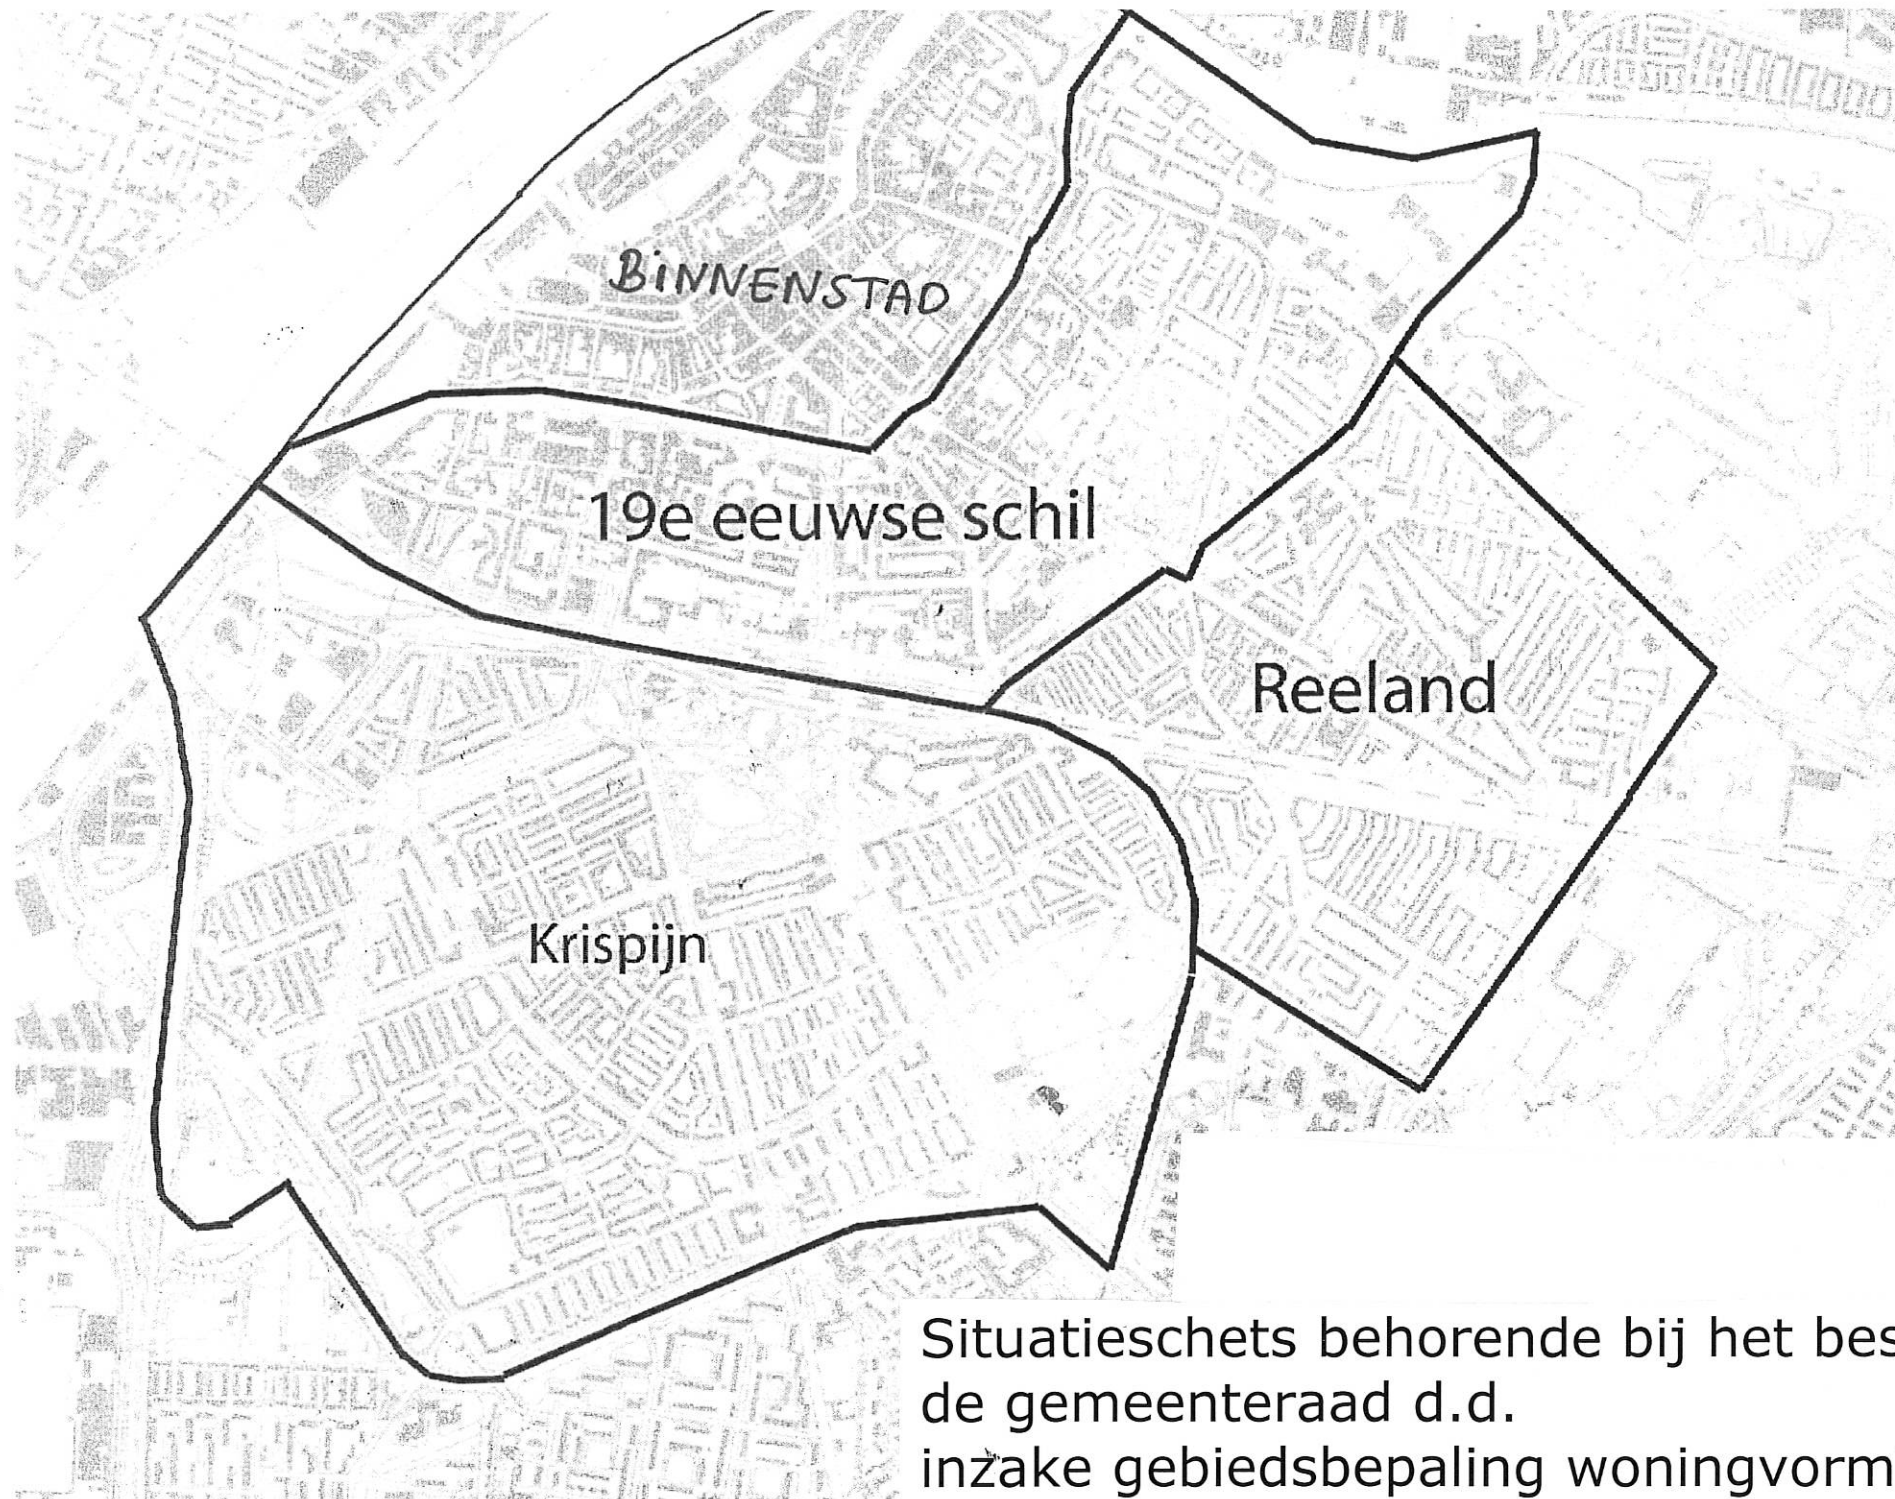 BINNENSTAD
19e eeuwse schil
Reeland
Krispijn
Situatieschets behorende bij het bes
de gemeenteraad d.d.
inzake gebiedsbepaling woningvorm